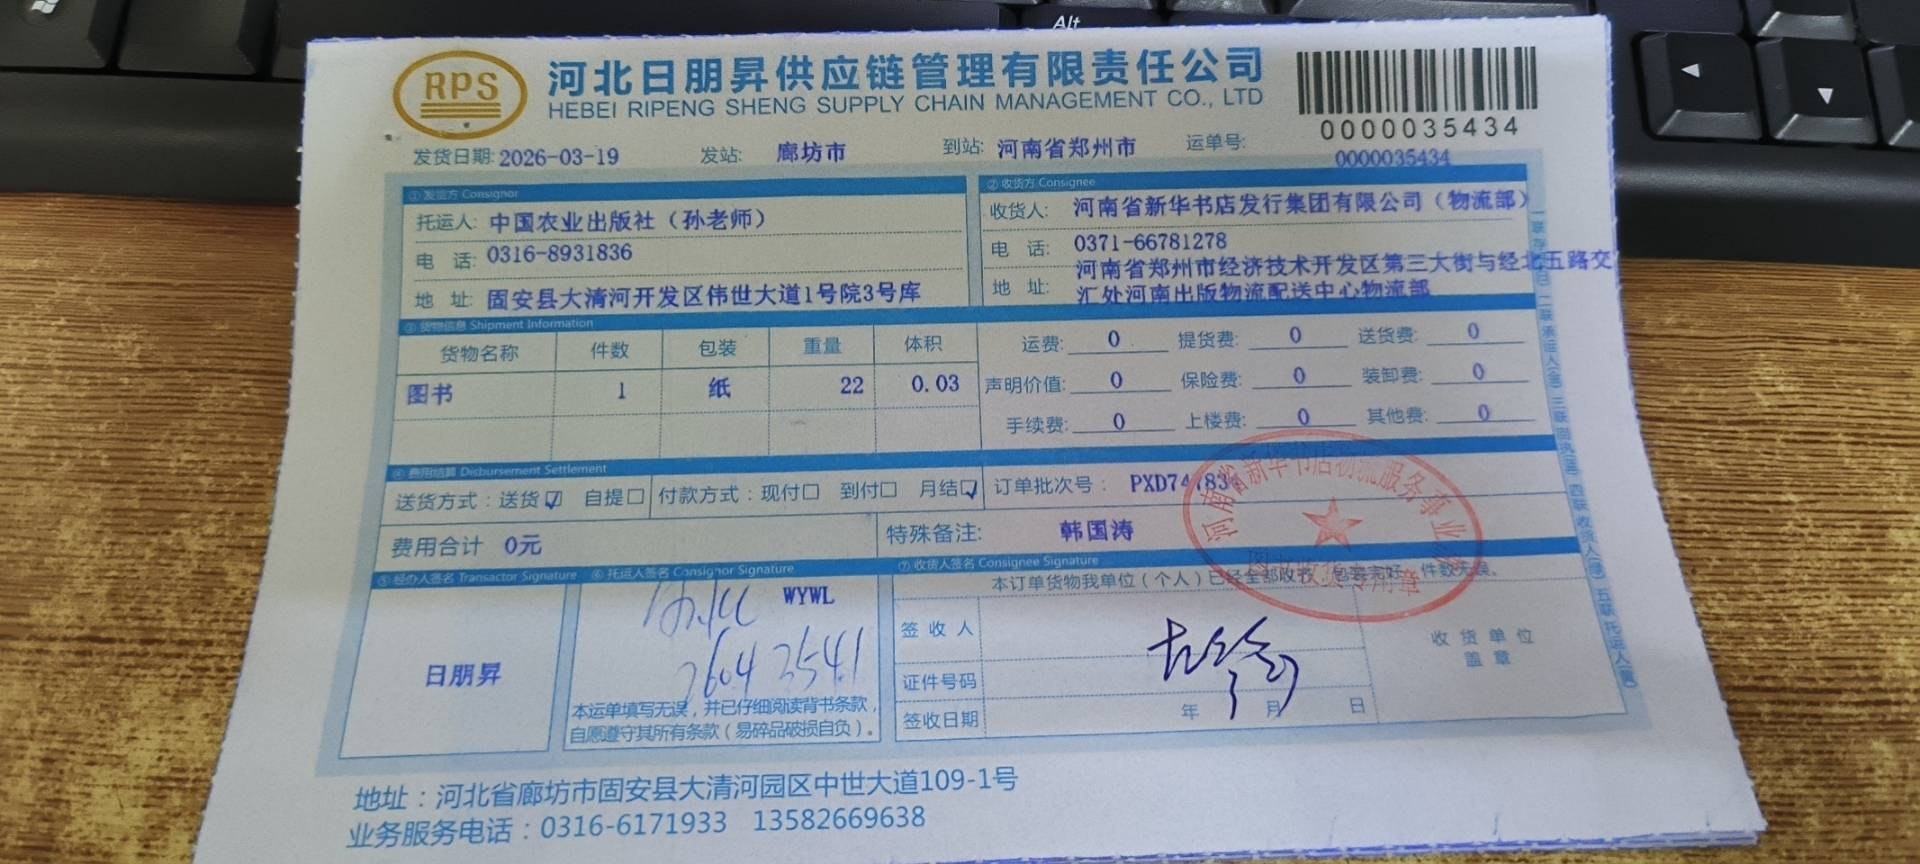 Alt
RPS
河北日朋昇供应链管理有限责任公司
HEBEI RIPENG SHENG SUPPLY CHAIN MANAGEMENT CO., LTD
0000035434
发货日期: 2026-03-19 发站: 廊坊市 到站: 河南省郑州市 运单号: 0000035434
① 发货方 Consignor
托运人: 中国农业出版社（孙老师）
电 话: 0316-8931836
地 址: 固安县大清河开发区伟世大道1号院3号库
② 收货方 Consignee
收货人: 河南省新华书店发行集团有限公司（物流部）
电 话: 0371-66781278
地 址: 河南省郑州市经济技术开发区第三大街与经北五路交
汇处河南出版物流配送中心物流部
③ 货物信息 Shipment Information
货物名称 件数 包装 重量 体积
图书 1 纸 22 0.03
运费: 0 提货费: 0 送货费: 0
声明价值: 0 保险费: 0 装卸费: 0
手续费: 0 上楼费: 0 其他费: 0
④ 费用结算 Disbursement Settlement
送货方式：送货☑ 自提□ 付款方式：现付□ 到付□ 月结☑ 订单批次号：
费用合计 0元 特殊备注: 韩国涛
⑤ 经办人签名 Transactor Signature
日朋昇
⑥ 托运人签名 Consignor Signature
WYWL
本运单填写无误，并已仔细阅读背书条款，
自愿遵守其所有条款（易碎品破损自负）。
⑦ 收货人签名 Consignee Signature
本订单货物我单位（个人）已经全部收讫，包装完好，件数无误。
签 收 人
证件号码
签收日期 年 月 日
收 货 单 位
盖 章
地址：河北省廊坊市固安县大清河园区中世大道109-1号
业务服务电话：0316-6171933 13582669638